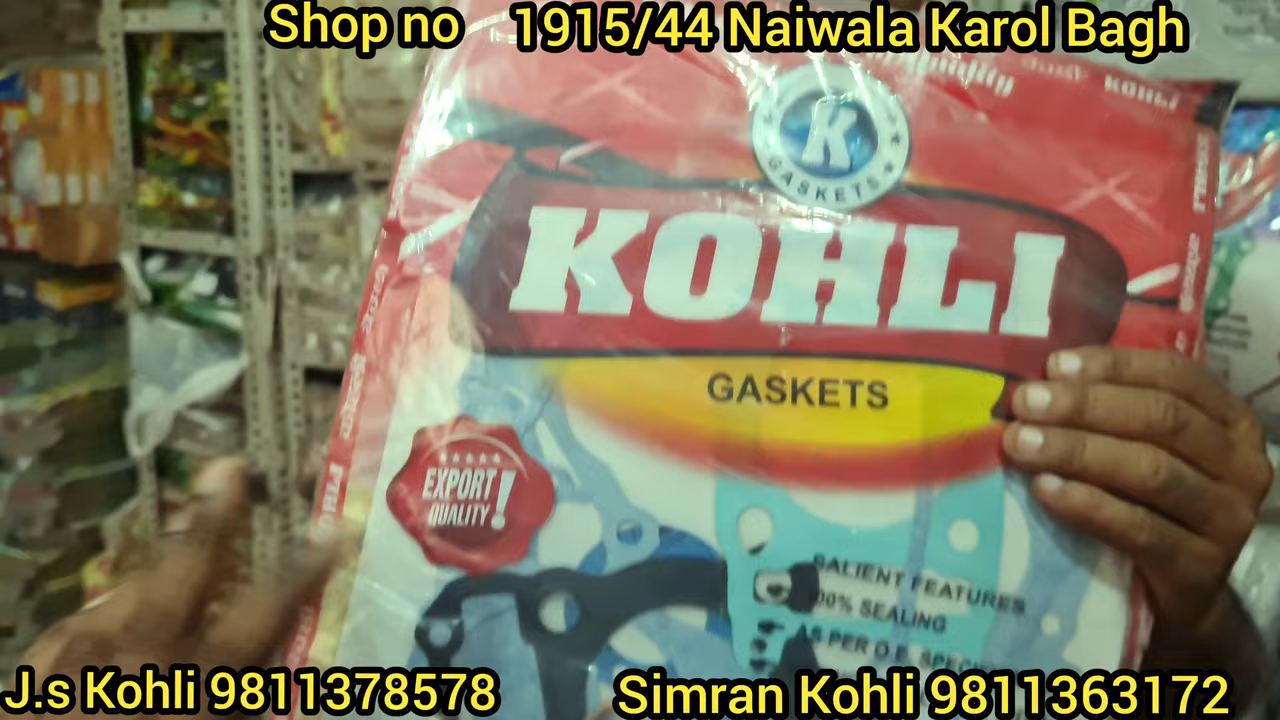 Shop no 1915/44 Naiwala Karol Bagh
KOHLI
K
GASKETS
KOHLI
GASKETS
EXPORT
QUALITY!
SALIENT FEATURES
100% SEALING
AS PER O.E.
J.s Kohli 9811378578
Simran Kohli 9811363172